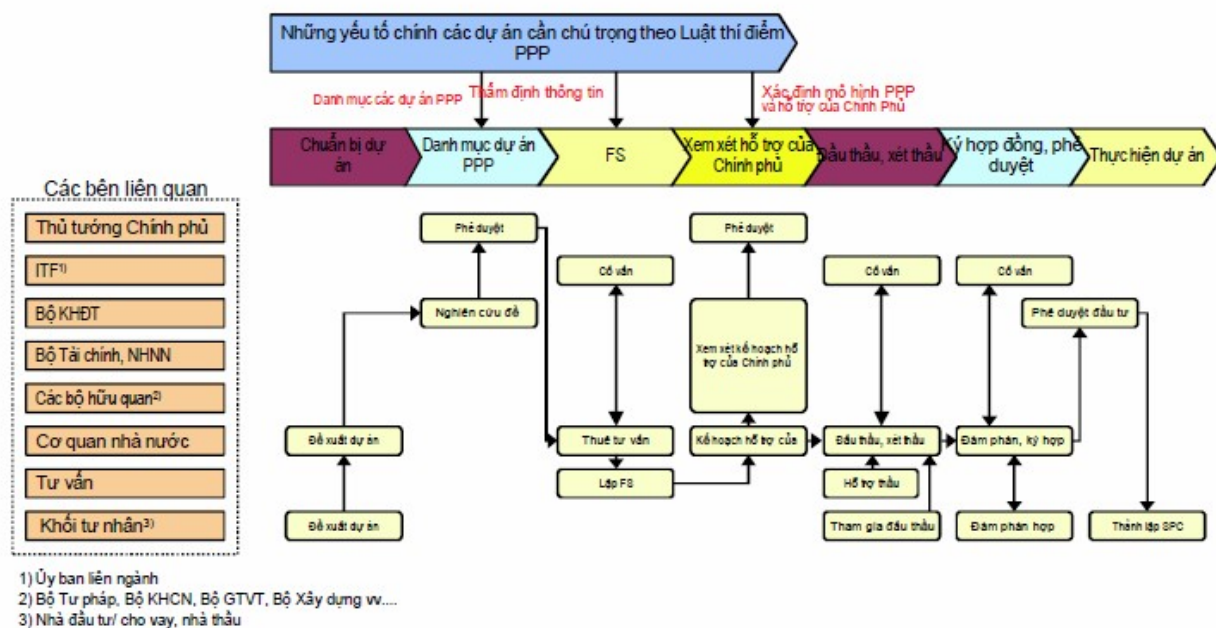 Những yếu tố chính các dự án cần chú trọng theo Luật thí điểm
PPP
Danh mục các dự án PPP
Thẩm định thông tin
Xác định mô hình PPP
và hỗ trợ của Chính Phủ
Chuẩn bị dự
án
Danh mục dự án
PPP
FS
Xem xét hỗ trợ của
Chính phủ
Đấu thầu, xét thầu
Ký hợp đồng, phê
duyệt
Thực hiện dự án
Các bên liên quan
Thủ tướng Chính phủ
ITF1)
Bộ KHĐT
Bộ Tài chính, NHNN
Các bộ hữu quan2)
Cơ quan nhà nước
Tư vấn
Khối tư nhân3)
Phê duyệt
Phê duyệt
Cố vấn
Cố vấn
Cố vấn
Nghiên cứu đề
Phê duyệt đầu tư
Xem xét kế hoạch hỗ
trợ của Chính phủ
Đề xuất dự án
Thuê tư vấn
Kế hoạch hỗ trợ của
Đấu thầu, xét thầu
Đàm phán, ký hợp
Lập FS
Hỗ trợ thầu
Đề xuất dự án
Tham gia đấu thầu
Đàm phán hợp
Thành lập SPC
1) Ủy ban liên ngành
2) Bộ Tư pháp, Bộ KHCN, Bộ GTVT, Bộ Xây dựng vv....
3) Nhà đầu tư/ cho vay, nhà thầu